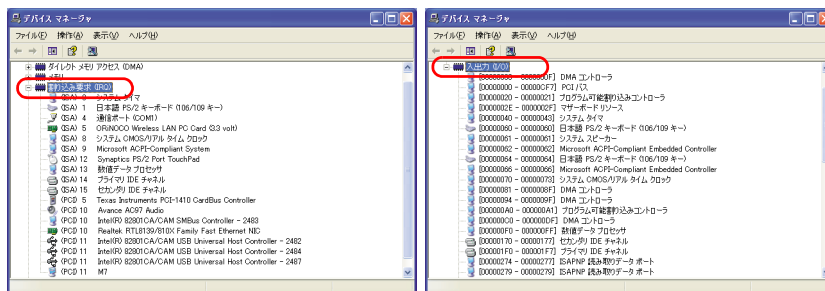 デバイス マネージャ
ファイル(F) 操作(A) 表示(V) ヘルプ(H)
ダイレクト メモリ アクセス (DMA)
メモリ
割り込み要求 (IRQ)
(ISA) 0 システム タイマ
(ISA) 1 日本語 PS/2 キーボード (106/109 キー)
(ISA) 4 通信ポート (COM1)
(ISA) 5 ORiNOCO Wireless LAN PC Card (3.3 volt)
(ISA) 8 システム CMOS/リアル タイム クロック
(ISA) 9 Microsoft ACPI-Compliant System
(ISA) 12 Synaptics PS/2 Port TouchPad
(ISA) 13 数値データ プロセッサ
(ISA) 14 プライマリ IDE チャネル
(ISA) 15 セカンダリ IDE チャネル
(PCI) 5 Texas Instruments PCI-1410 CardBus Controller
(PCI) 10 Avance AC97 Audio
(PCI) 10 Intel(R) 82801CA/CAM SMBus Controller - 2483
(PCI) 10 Realtek RTL8139/810X Family Fast Ethernet NIC
(PCI) 11 Intel(R) 82801CA/CAM USB Universal Host Controller - 2482
(PCI) 11 Intel(R) 82801CA/CAM USB Universal Host Controller - 2484
(PCI) 11 Intel(R) 82801CA/CAM USB Universal Host Controller - 2487
(PCI) 11 M7
デバイス マネージャ
ファイル(F) 操作(A) 表示(V) ヘルプ(H)
入出力 (I/O)
[00000000 - 0000000F] DMA コントローラ
[00000000 - 00000CF7] PCI バス
[00000020 - 00000021] プログラム可能割り込みコントローラ
[0000002E - 0000002F] マザーボード リソース
[00000040 - 00000043] システム タイマ
[00000060 - 00000060] 日本語 PS/2 キーボード (106/109 キー)
[00000061 - 00000061] システム スピーカー
[00000062 - 00000062] Microsoft ACPI-Compliant Embedded Controller
[00000064 - 00000064] 日本語 PS/2 キーボード (106/109 キー)
[00000066 - 00000066] Microsoft ACPI-Compliant Embedded Controller
[00000070 - 00000073] システム CMOS/リアル タイム クロック
[00000081 - 0000008F] DMA コントローラ
[00000094 - 0000009F] DMA コントローラ
[000000A0 - 000000A1] プログラム可能割り込みコントローラ
[000000C0 - 000000DF] DMA コントローラ
[000000F0 - 000000FF] 数値データ プロセッサ
[00000170 - 00000177] セカンダリ IDE チャネル
[000001F0 - 000001F7] プライマリ IDE チャネル
[00000274 - 00000277] ISAPNP 読み取りデータ ポート
[00000279 - 00000279] ISAPNP 読み取りデータ ポート